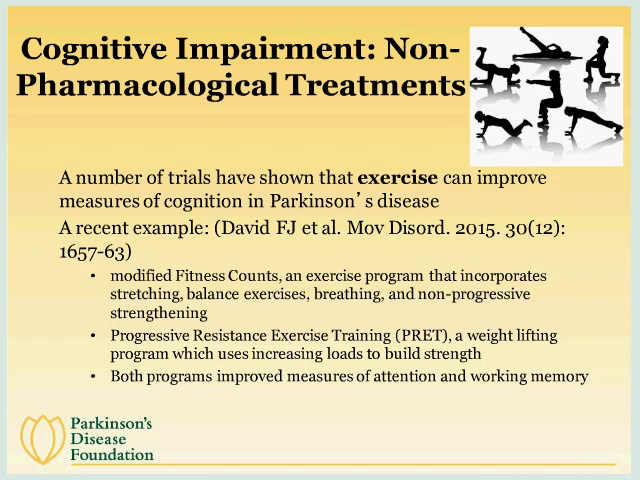 Cognitive Impairment: Non-
Pharmacological Treatments
A number of trials have shown that exercise can improve
measures of cognition in Parkinson's disease
A recent example: (David FJ et al. Mov Disord. 2015. 30(12):
1657-63)
• modified Fitness Counts, an exercise program that incorporates
stretching, balance exercises, breathing, and non-progressive
strengthening
• Progressive Resistance Exercise Training (PRET), a weight lifting
program which uses increasing loads to build strength
• Both programs improved measures of attention and working memory
Parkinson's
Disease
Foundation